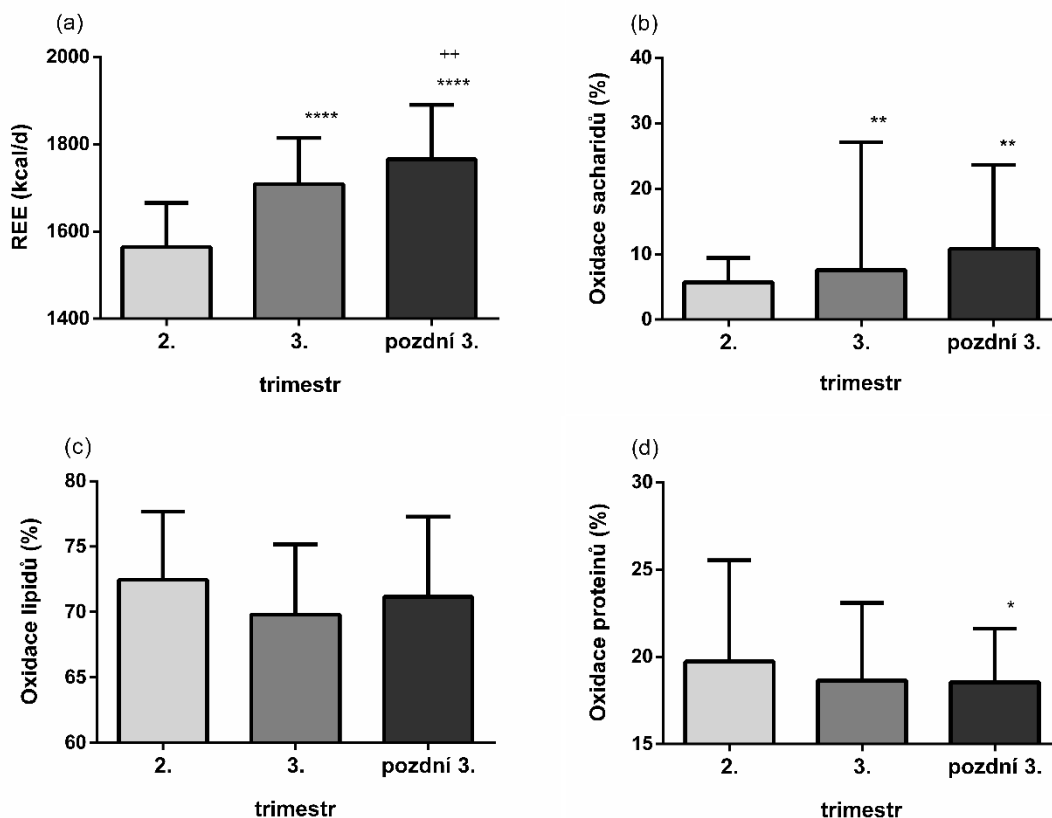 (a)
REE (kcal/d)
2000
1800
1600
1400
++
****
****
2.
3.
pozdní 3.
trimestr
(b)
Oxidace sacharidů (%)
40
30
20
10
0
**
**
2.
3.
pozdní 3.
trimestr
(c)
Oxidace lipidů (%)
80
75
70
65
60
2.
3.
pozdní 3.
trimestr
(d)
Oxidace proteinů (%)
30
25
20
15
*
2.
3.
pozdní 3.
trimestr